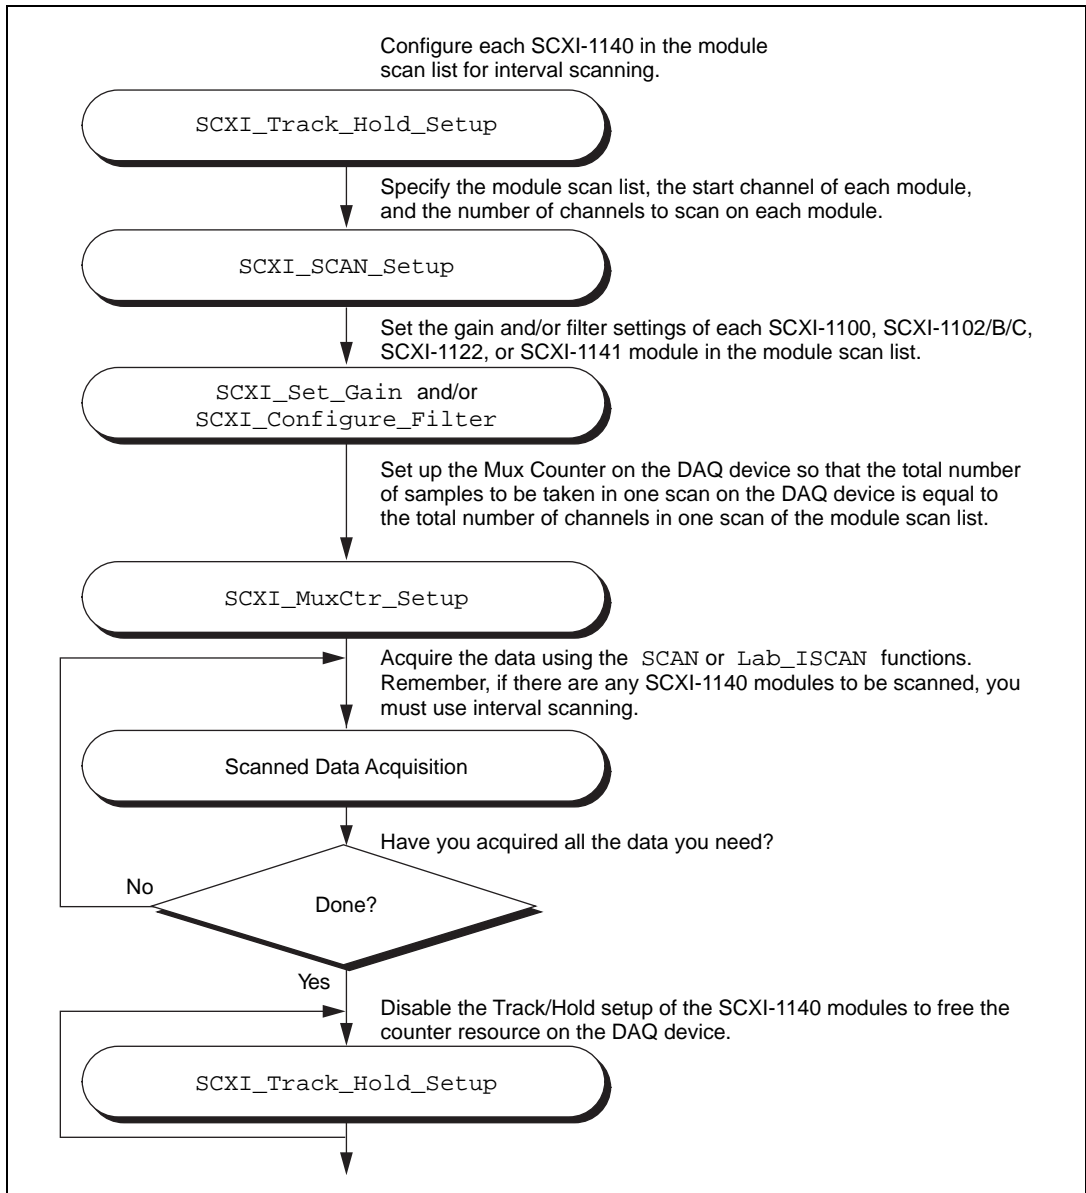 Configure each SCXI-1140 in the module
scan list for interval scanning.
SCXI_Track_Hold_Setup
Specify the module scan list, the start channel of each module,
and the number of channels to scan on each module.
SCXI_SCAN_Setup
Set the gain and/or filter settings of each SCXI-1100, SCXI-1102/B/C,
SCXI-1122, or SCXI-1141 module in the module scan list.
SCXI_Set_Gain and/or
SCXI_Configure_Filter
Set up the Mux Counter on the DAQ device so that the total number
of samples to be taken in one scan on the DAQ device is equal to
the total number of channels in one scan of the module scan list.
SCXI_MuxCtr_Setup
Acquire the data using the SCAN or Lab_ISCAN functions.
Remember, if there are any SCXI-1140 modules to be scanned, you
must use interval scanning.
Scanned Data Acquisition
Have you acquired all the data you need?
No
Done?
Yes
Disable the Track/Hold setup of the SCXI-1140 modules to free the
counter resource on the DAQ device.
SCXI_Track_Hold_Setup